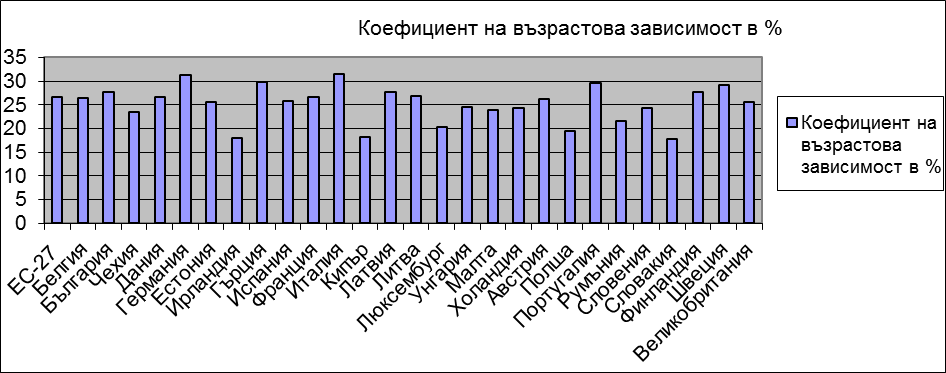 Коефициент на възрастова зависимост в %
35
30
25
20
15
10
5
0
ЕС-27
Белгия
България
Чехия
Дания
Германия
Естония
Ирландия
Гърция
Испания
Франция
Италия
Кипър
Латвия
Литва
Люксембург
Унгария
Малта
Холандия
Австрия
Полша
Португалия
Румъния
Словения
Словакия
Финландия
Швеция
Великобритания
Коефициент на
възрастова
зависимост в %